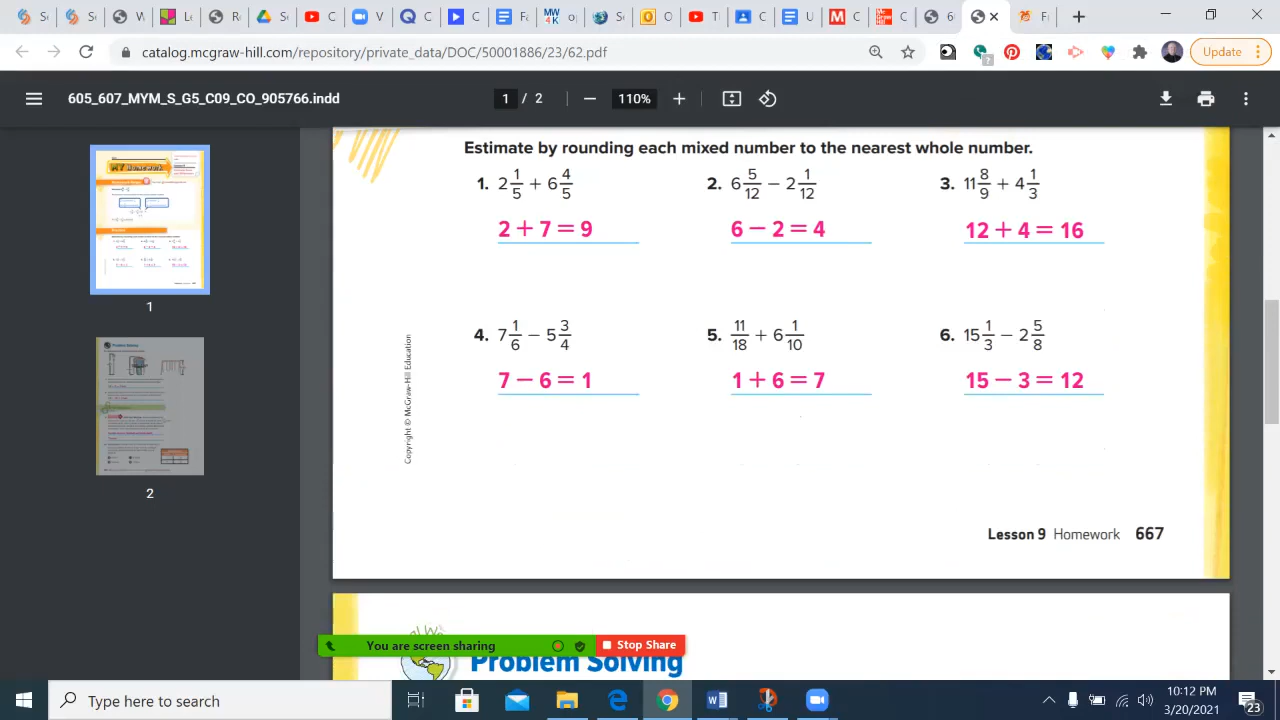 Update
catalog.mcgraw-hill.com/repository/private_data/DOC/50001886/23/62.pdf
605_607_MYM_S_G5_C09_CO_905766.indd
1 / 2
110%
Estimate by rounding each mixed number to the nearest whole number.
1. 2 1/5 + 6 4/5
2. 6 5/12 − 2 1/12
3. 11 8/9 + 4 1/3
2 + 7 = 9
6 − 2 = 4
12 + 4 = 16
4. 7 1/6 − 5 3/4
5. 11/18 + 6 1/10
6. 15 1/3 − 2 5/8
7 − 6 = 1
1 + 6 = 7
15 − 3 = 12
Copyright © McGraw-Hill Education
Lesson 9 Homework 667
1
2
You are screen sharing
Stop Share
Problem Solving
Type here to search
10:12 PM
3/20/2021
23